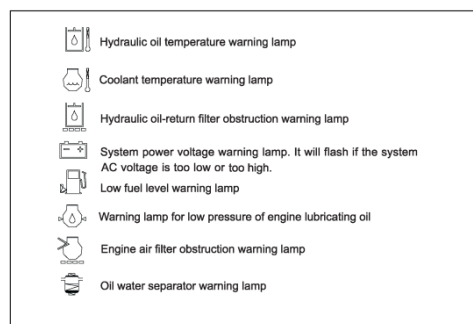 Hydraulic oil temperature warning lamp
Coolant temperature warning lamp
Hydraulic oil-return filter obstruction warning lamp
System power voltage warning lamp. It will flash if the system
AC voltage is too low or too high.
Low fuel level warning lamp
Warning lamp for low pressure of engine lubricating oil
Engine air filter obstruction warning lamp
Oil water separator warning lamp